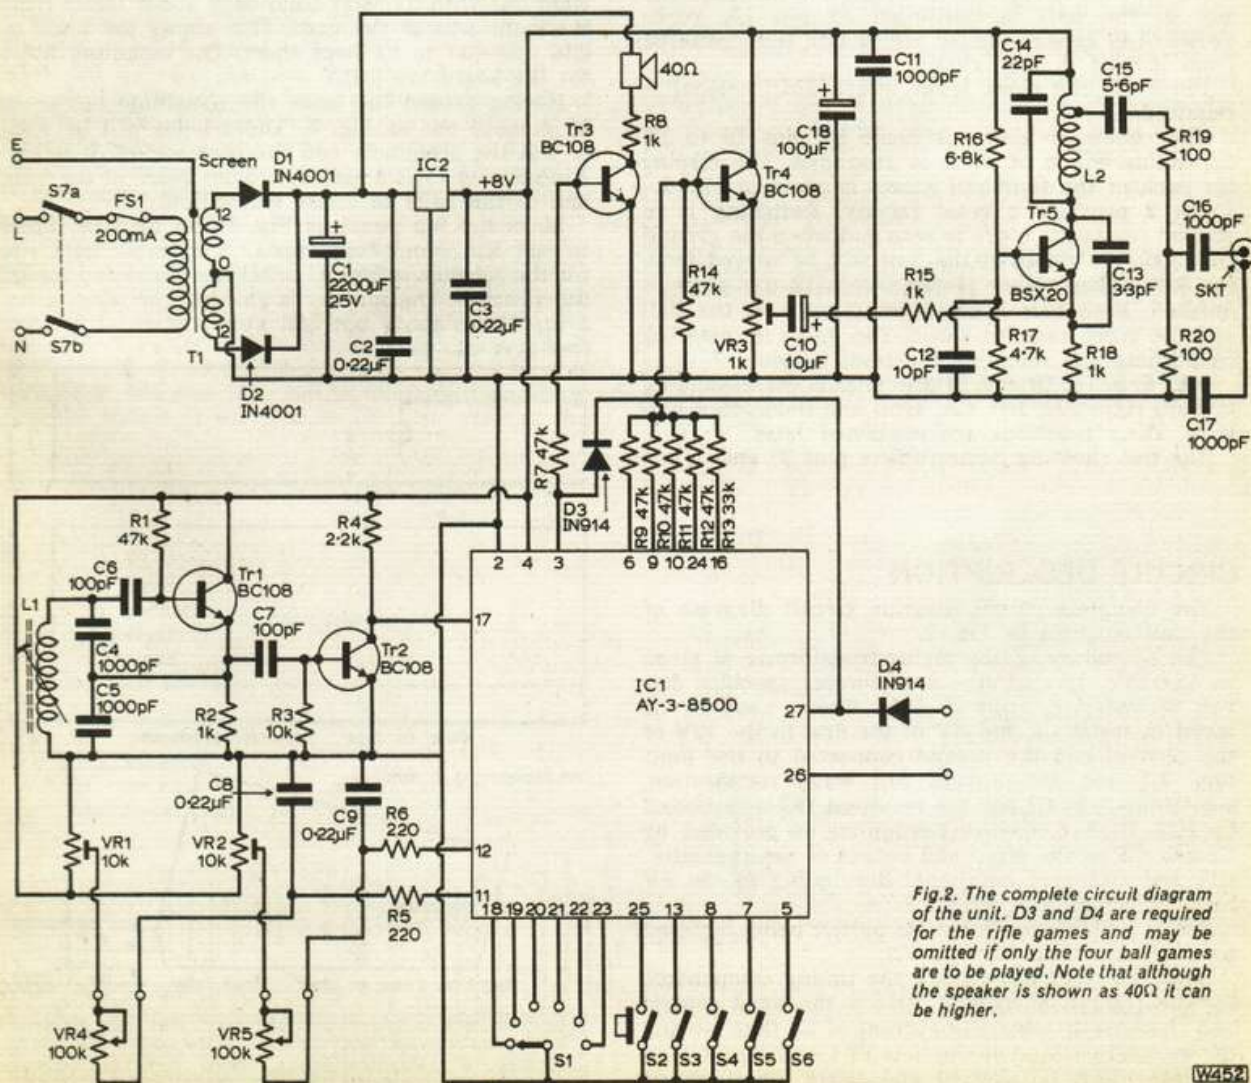 E
L
N
S7a
S7b
FS1
200mA
Screen
12
0
12
T1
D1
IN4001
D2
IN4001
C1
2200µF
25V
C2
0·22µF
IC2
+8V
C3
0·22µF
40Ω
R8
1k
Tr3
BC108
Tr4
BC108
R14
47k
VR3
1k
C10
10µF
+
+
C18
100µF
C11
1000pF
R15
1k
R16
6·8k
C12
10pF
R17
4·7k
C14
22pF
L2
Tr5
BSX20
C13
3·3pF
R18
1k
C15
5·6pF
R19
100
C16
1000pF
SKT
R20
100
C17
1000pF
R7 47k
D3
IN914
R9 47k
R10 47k
R11 47k
R12 47k
R13 33k
2
4
3
6
9
10
24
16
R1
47k
R4
2·2k
C6
100pF
Tr1
BC108
L1
C4
1000pF
C5
1000pF
C7
100pF
Tr2
BC108
R2
1k
R3
10k
17
IC1
AY-3-8500
27
26
D4
IN914
C8
0·22µF
C9
0·22µF
VR1
10k
VR2
10k
R6
220
R5
220
12
11
18
19
20
21
22
23
25
13
8
7
5
VR4
100k
VR5
100k
S1
S2
S3
S4
S5
S6
Fig.2. The complete circuit diagram
of the unit. D3 and D4 are required
for the rifle games and may be
omitted if only the four ball games
are to be played. Note that although
the speaker is shown as 40Ω it can
be higher.
W452